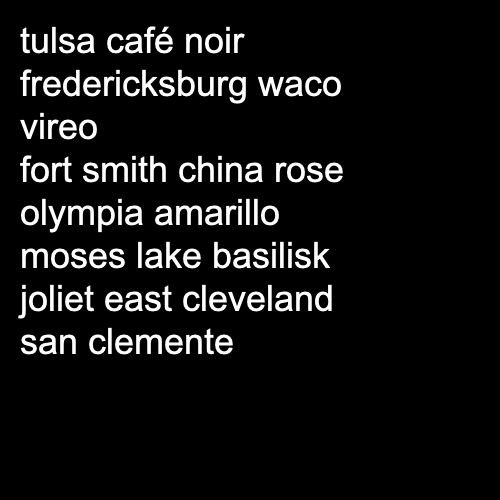 tulsa café noir
fredericksburg waco
vireo
fort smith china rose
olympia amarillo
moses lake basilisk
joliet east cleveland
san clemente